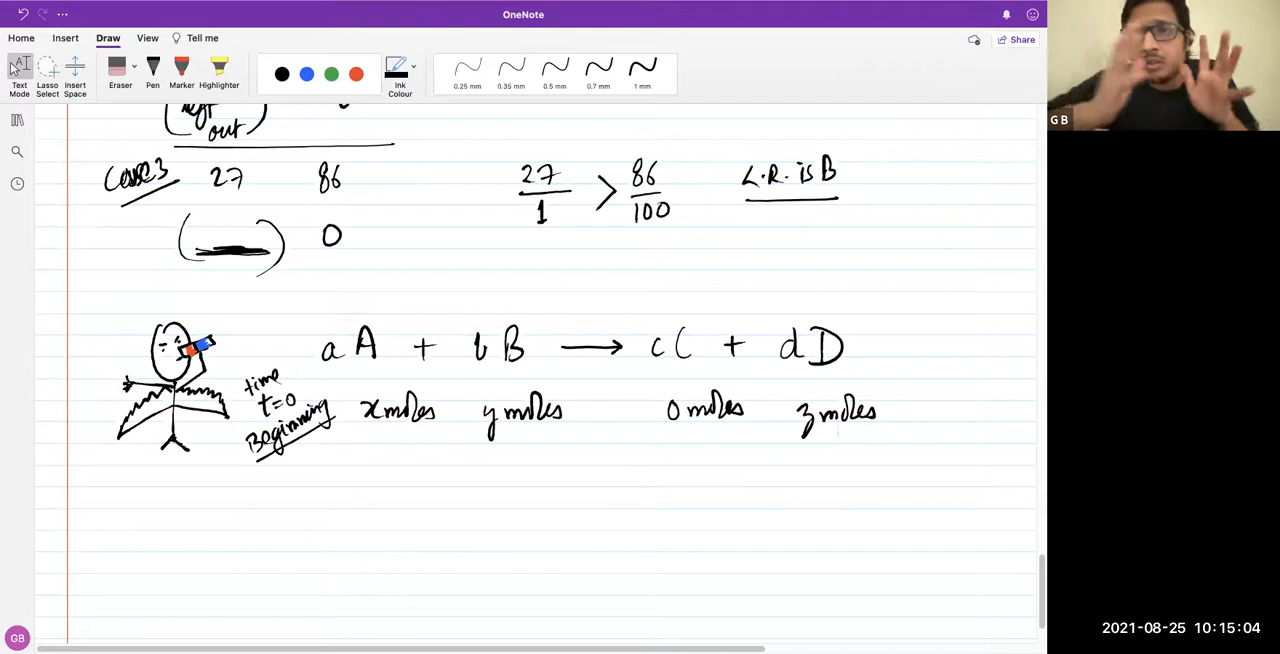 OneNote
Home Insert Draw View Tell me
Share
Text Mode
Lasso Select
Insert Space
Eraser
Pen
Marker
Highlighter
Ink Colour
0.25 mm
0.35 mm
0.5 mm
0.7 mm
1 mm
G B
left
out
Case 3 27 86 27/1 > 86/100 L.R. is B
0
aA + bB → cC + dD
time
t=0
Beginning
x moles y moles 0 moles z moles
GB
2021-08-25 10:15:04